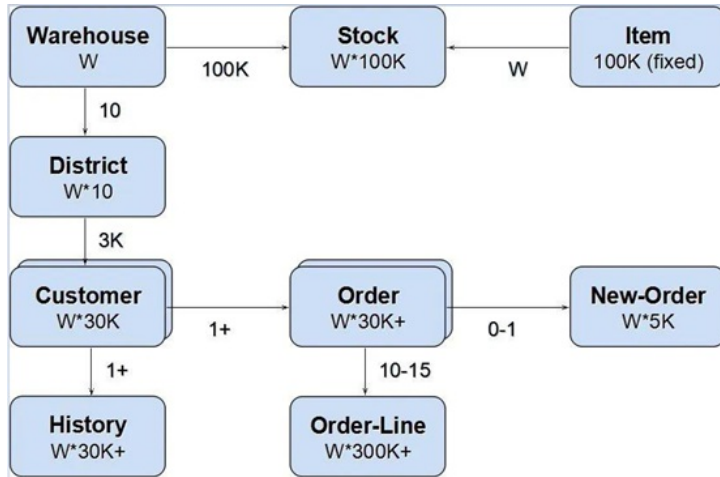 Warehouse
W
100K
Stock
W*100K
W
Item
100K (fixed)
10
District
W*10
3K
Customer
W*30K
1+
Order
W*30K+
0-1
New-Order
W*5K
1+
10-15
History
W*30K+
Order-Line
W*300K+